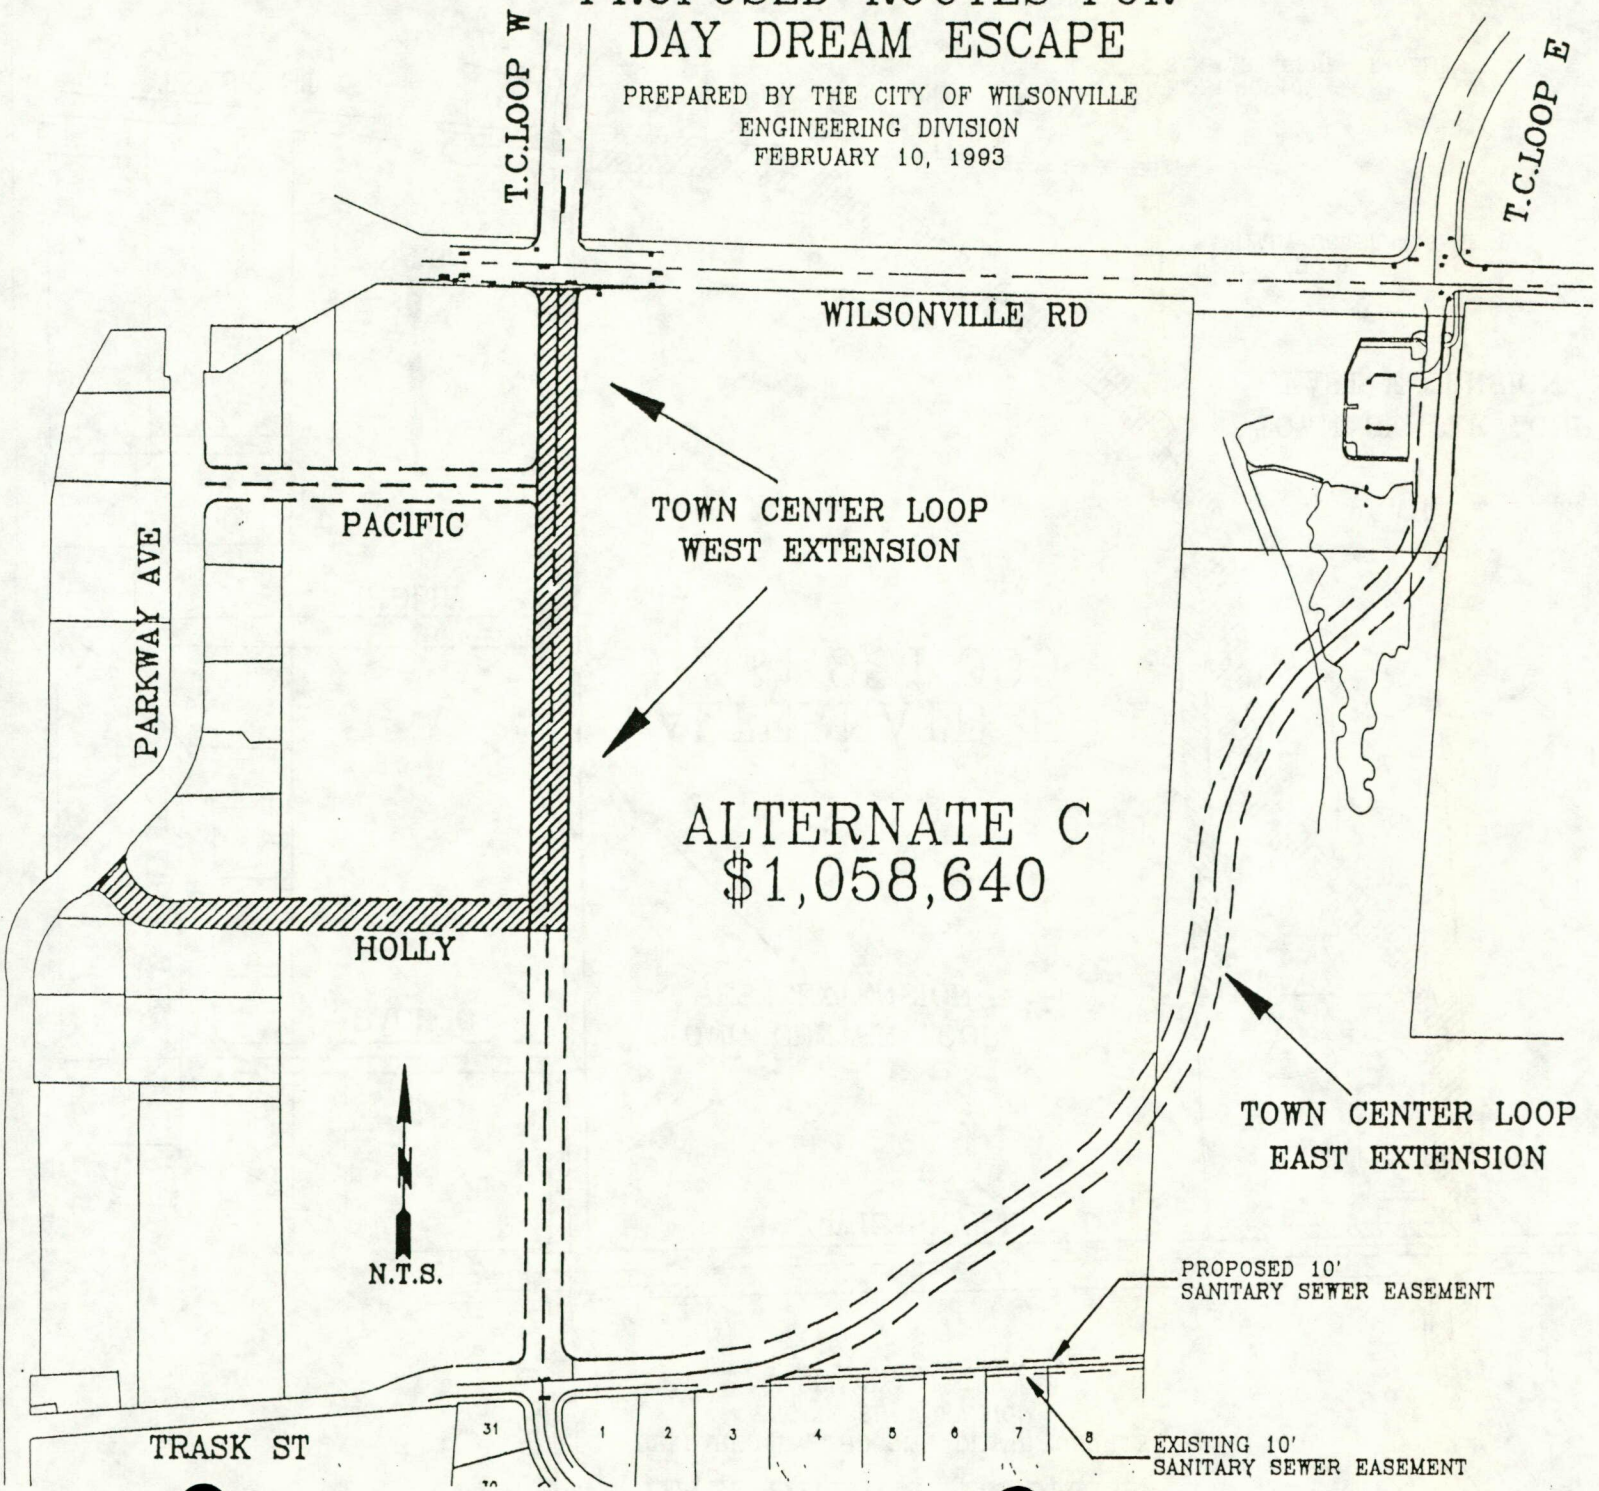 PROPOSED ROUTES FOR
DAY DREAM ESCAPE
PREPARED BY THE CITY OF WILSONVILLE
ENGINEERING DIVISION
FEBRUARY 10, 1993
T.C.LOOP W
T.C.LOOP E
WILSONVILLE RD
TOWN CENTER LOOP
WEST EXTENSION
PACIFIC
PARKWAY AVE
ALTERNATE C
$1,058,640
HOLLY
TOWN CENTER LOOP
EAST EXTENSION
N
N.T.S.
PROPOSED 10'
SANITARY SEWER EASEMENT
TRASK ST
31
1
2
3
4
5
6
7
8
EXISTING 10'
SANITARY SEWER EASEMENT